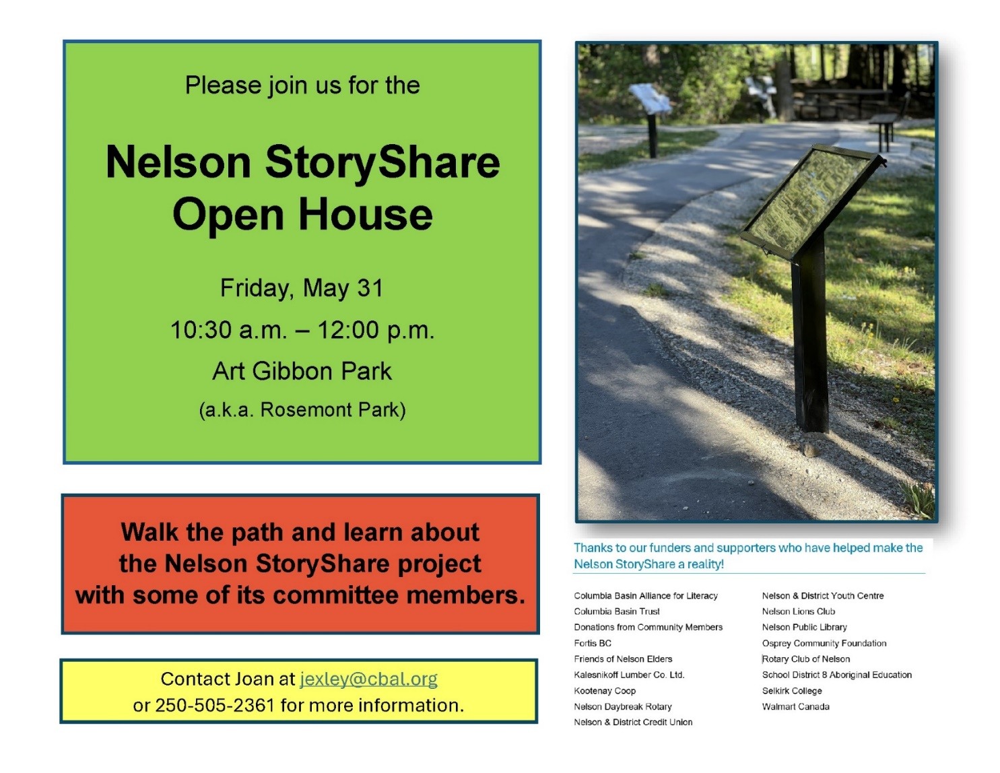 Please join us for the
Nelson StoryShare
Open House
Friday, May 31
10:30 a.m. – 12:00 p.m.
Art Gibbon Park
(a.k.a. Rosemont Park)
Walk the path and learn about
the Nelson StoryShare project
with some of its committee members.
Contact Joan at jexley@cbal.org
or 250-505-2361 for more information.
Thanks to our funders and supporters who have helped make the
Nelson StoryShare a reality!
Columbia Basin Alliance for Literacy
Columbia Basin Trust
Donations from Community Members
Fortis BC
Friends of Nelson Elders
Kalesnikoff Lumber Co. Ltd.
Kootenay Coop
Nelson Daybreak Rotary
Nelson & District Credit Union
Nelson & District Youth Centre
Nelson Lions Club
Nelson Public Library
Osprey Community Foundation
Rotary Club of Nelson
School District 8 Aboriginal Education
Selkirk College
Walmart Canada